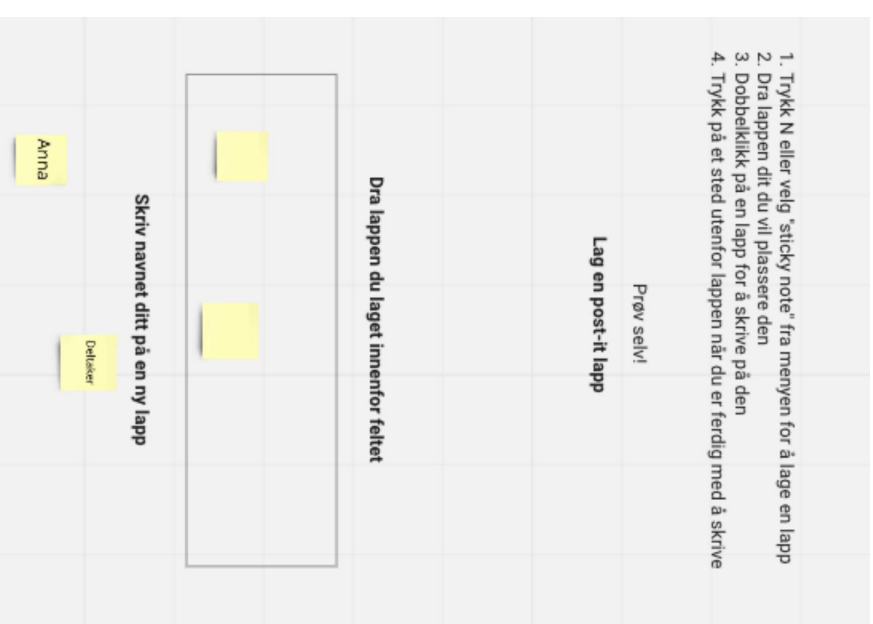 1. Trykk N eller velg "sticky note" fra menyen for å lage en lapp
2. Dra lappen dit du vil plassere den
3. Dobbelklikk på en lapp for å skrive på den
4. Trykk på et sted utenfor lappen når du er ferdig med å skrive
Prøv selv!
Lag en post-it lapp
Dra lappen du laget innenfor feltet
Skriv navnet ditt på en ny lapp
Deltaker
Anna